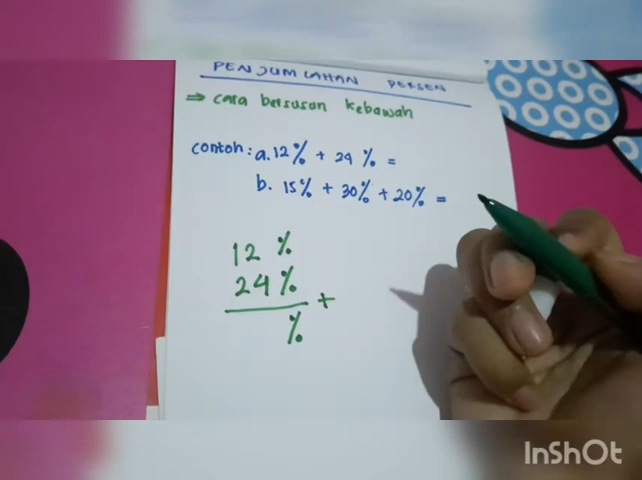 PENJUMLAHAN PERSEN
⇒ cara bersusun kebawah
contoh : a. 12% + 24% =
b. 15% + 30% + 20% =
12 %
24 %
+
%
InShOt